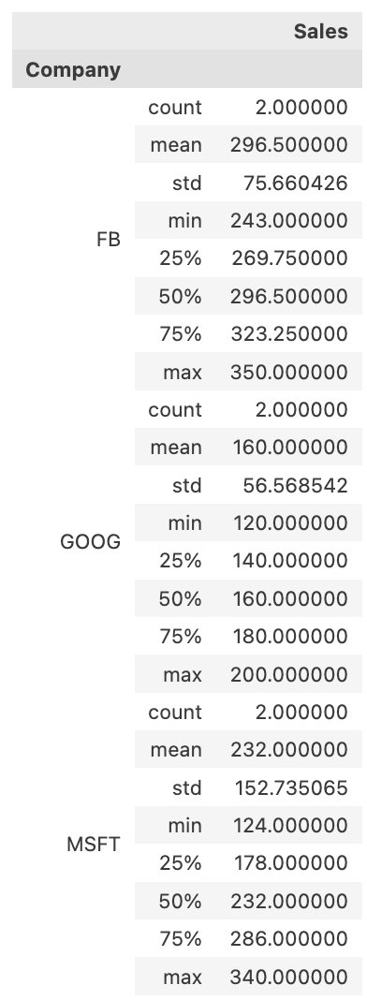 Sales
Company
count 2.000000
mean 296.500000
std 75.660426
min 243.000000
FB
25% 269.750000
50% 296.500000
75% 323.250000
max 350.000000
count 2.000000
mean 160.000000
std 56.568542
min 120.000000
GOOG
25% 140.000000
50% 160.000000
75% 180.000000
max 200.000000
count 2.000000
mean 232.000000
std 152.735065
min 124.000000
MSFT
25% 178.000000
50% 232.000000
75% 286.000000
max 340.000000